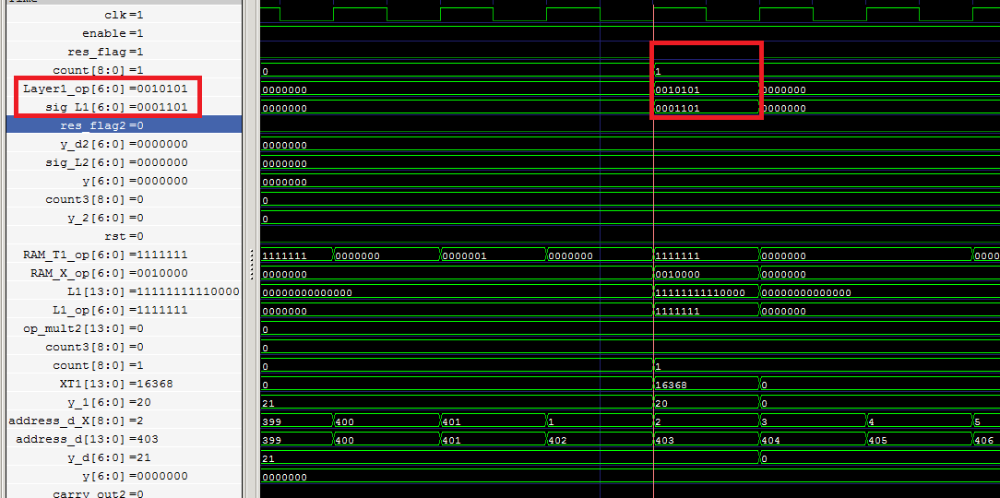 Time
clk =1
enable =1
res_flag =1
count[8:0] =1 0 1
Layer1_op[6:0] =0010101 0000000 0010101 0000000
sig_L1[6:0] =0001101 0000000 0001101 0000000
res_flag2 =0
y_d2[6:0] =0000000 0000000
sig_L2[6:0] =0000000 0000000
y[6:0] =0000000 0000000
count3[8:0] =0 0
y_2[6:0] =0 0
rst =0
RAM_T1_op[6:0] =1111111 1111111 0000000 0000001 0000000 1111111 0000000 0000
RAM_X_op[6:0] =0010000 0000000 0010000 0000000
L1[13:0] =11111111110000 00000000000000 11111111110000 00000000000000
L1_op[6:0] =1111111 0000000 1111111 0000000
op_mult2[13:0] =0 0
count3[8:0] =0 0
count[8:0] =1 0 1
XT1[13:0] =16368 0 16368 0
y_1[6:0] =20 21 20 0
address_d_X[8:0] =2 399 400 401 1 2 3 4 5
address_d[13:0] =403 399 400 401 402 403 404 405 406
y_d[6:0] =21 21 0
y[6:0] =0000000 0000000
carry_out2 =0